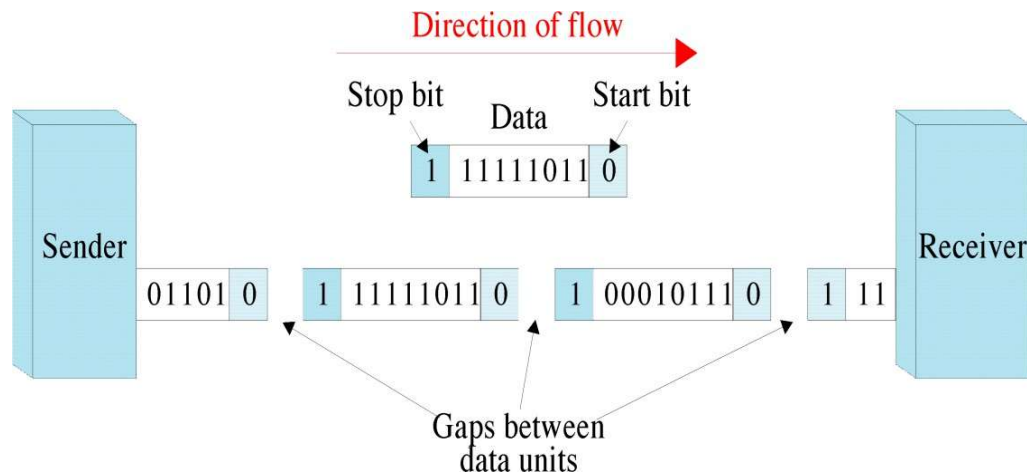 Direction of flow
Stop bit Data Start bit
1 11111011 0
Sender Receiver
01101 0 1 11111011 0 1 00010111 0 1 11
Gaps between
data units